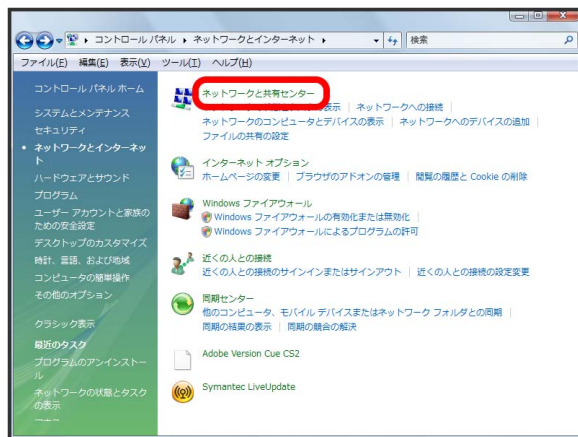 コントロール パネル ▸ ネットワークとインターネット ▸
検索
ファイル(F) 編集(E) 表示(V) ツール(T) ヘルプ(H)
コントロール パネル ホーム
システムとメンテナンス
セキュリティ
ネットワークとインターネッ
ト
ハードウェアとサウンド
プログラム
ユーザー アカウントと家族の
ための安全設定
デスクトップのカスタマイズ
時計、言語、および地域
コンピュータの簡単操作
その他のオプション
クラシック表示
最近のタスク
プログラムのアンインストー
ル
ネットワークの状態とタスク
の表示
ネットワークと共有センター
表示 | ネットワークへの接続 |
ネットワークのコンピュータとデバイスの表示 | ネットワークへのデバイスの追加 |
ファイルの共有の設定
インターネット オプション
ホームページの変更 | ブラウザのアドオンの管理 | 閲覧の履歴と Cookie の削除
Windows ファイアウォール
Windows ファイアウォールの有効化または無効化 |
Windows ファイアウォールによるプログラムの許可
近くの人との接続
近くの人との接続のサインインまたはサインアウト | 近くの人との接続の設定変更
同期センター
他のコンピュータ、モバイル デバイスまたはネットワーク フォルダとの同期 |
同期の結果の表示 | 同期の競合の解決
Adobe Version Cue CS2
Symantec LiveUpdate